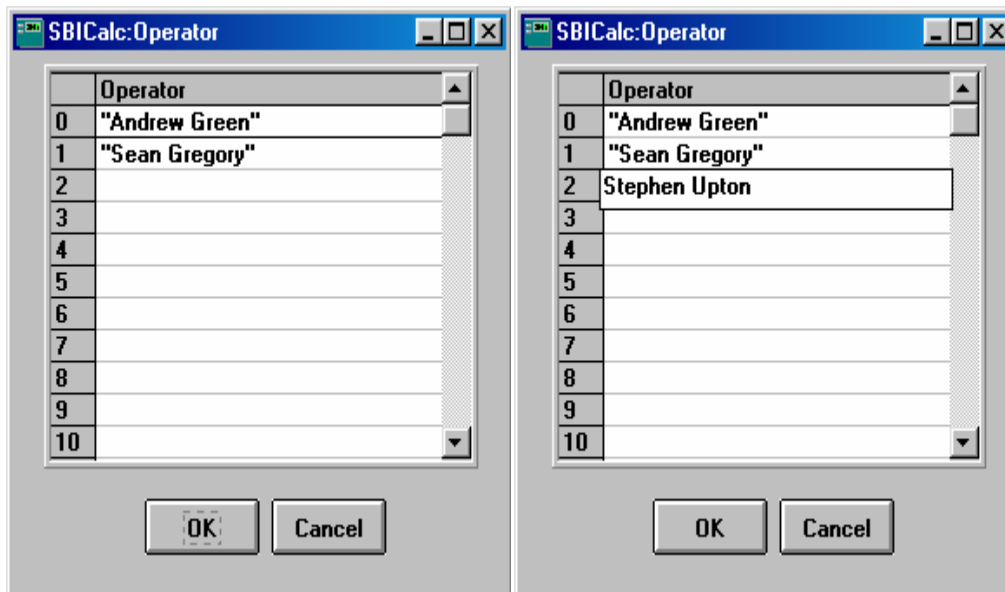 SBICalc:Operator
Operator
0 "Andrew Green"
1 "Sean Gregory"
2
3
4
5
6
7
8
9
10
OK Cancel
SBICalc:Operator
Operator
0 "Andrew Green"
1 "Sean Gregory"
2 Stephen Upton
3
4
5
6
7
8
9
10
OK Cancel